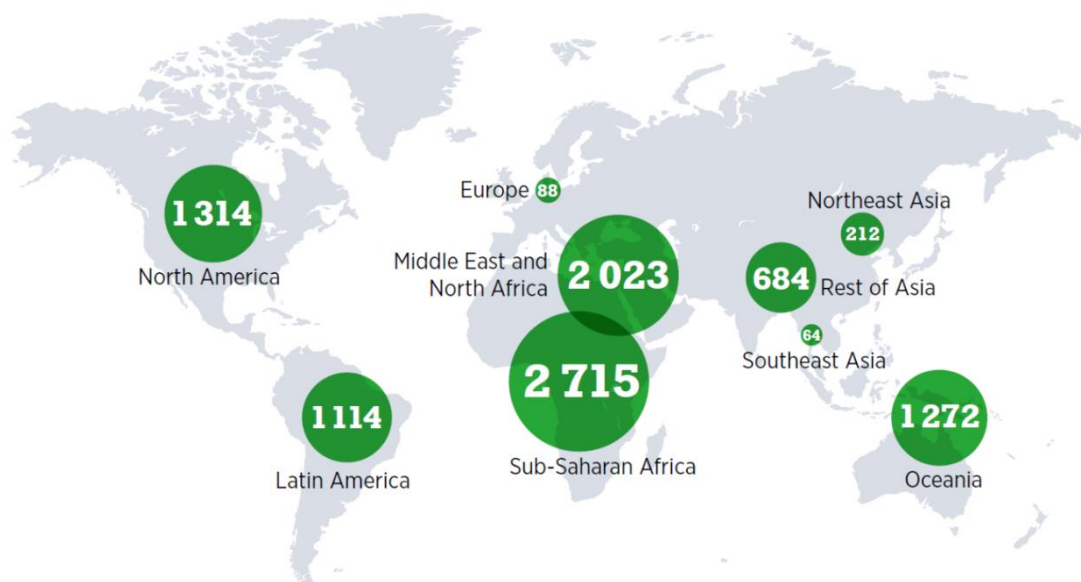 1 314
North America
Europe
88
Northeast Asia
212
Middle East and
North Africa
2 023
684
Rest of Asia
64
Southeast Asia
2 715
Sub-Saharan Africa
1 114
Latin America
1 272
Oceania